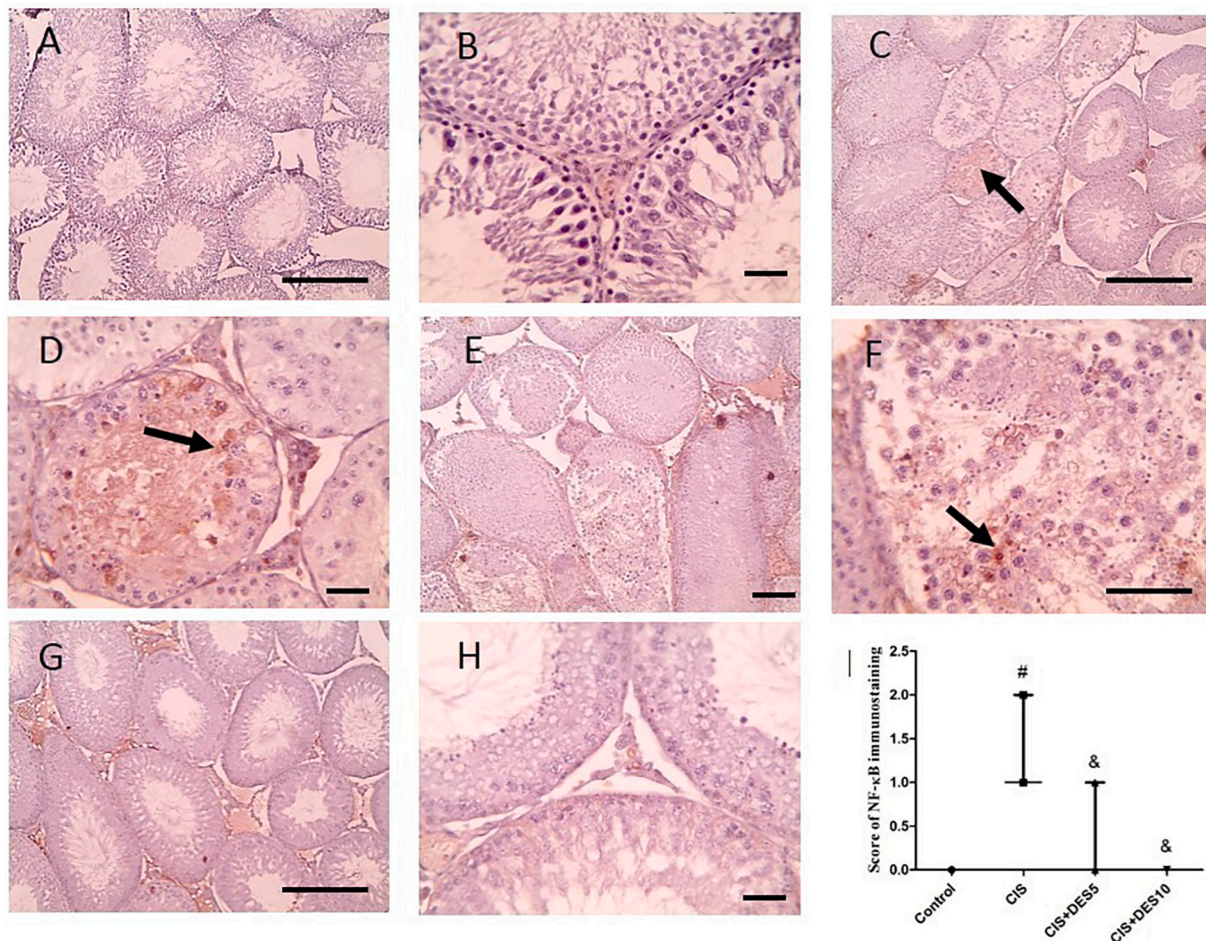 A
B
C
D
E
F
G
H
I
Score of NF-κB immunostaining
2.5
2.0
1.5
1.0
0.5
0.0
#
&
&
Control
CIS
CIS+DES5
CIS+DES10